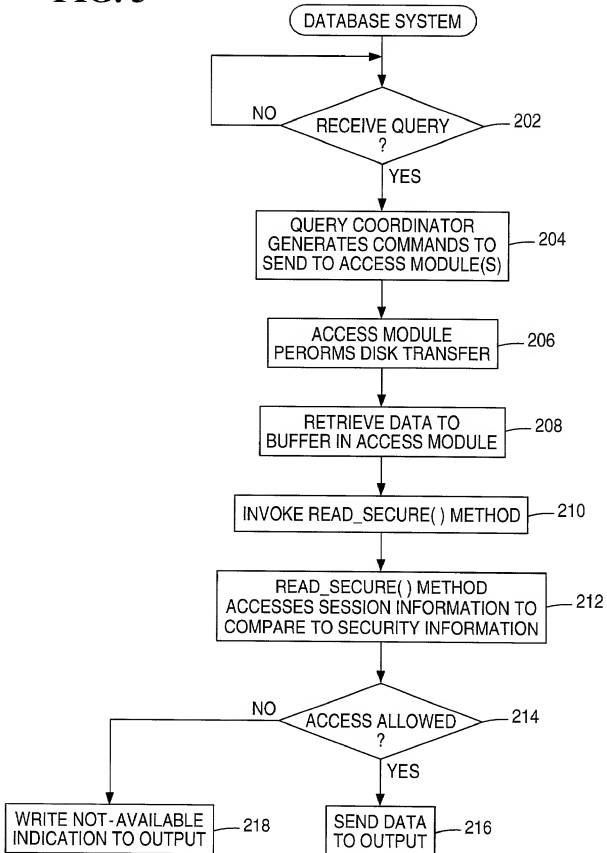 DATABASE SYSTEM
NO
RECEIVE QUERY
?
202
YES
QUERY COORDINATOR
GENERATES COMMANDS TO
SEND TO ACCESS MODULE(S)
204
ACCESS MODULE
PERORMS DISK TRANSFER
206
RETRIEVE DATA TO
BUFFER IN ACCESS MODULE
208
INVOKE READ_SECURE( ) METHOD
210
READ_SECURE( ) METHOD
ACCESSES SESSION INFORMATION TO
COMPARE TO SECURITY INFORMATION
212
NO
ACCESS ALLOWED
?
214
YES
WRITE NOT-AVAILABLE
INDICATION TO OUTPUT
218
SEND DATA
TO OUTPUT
216